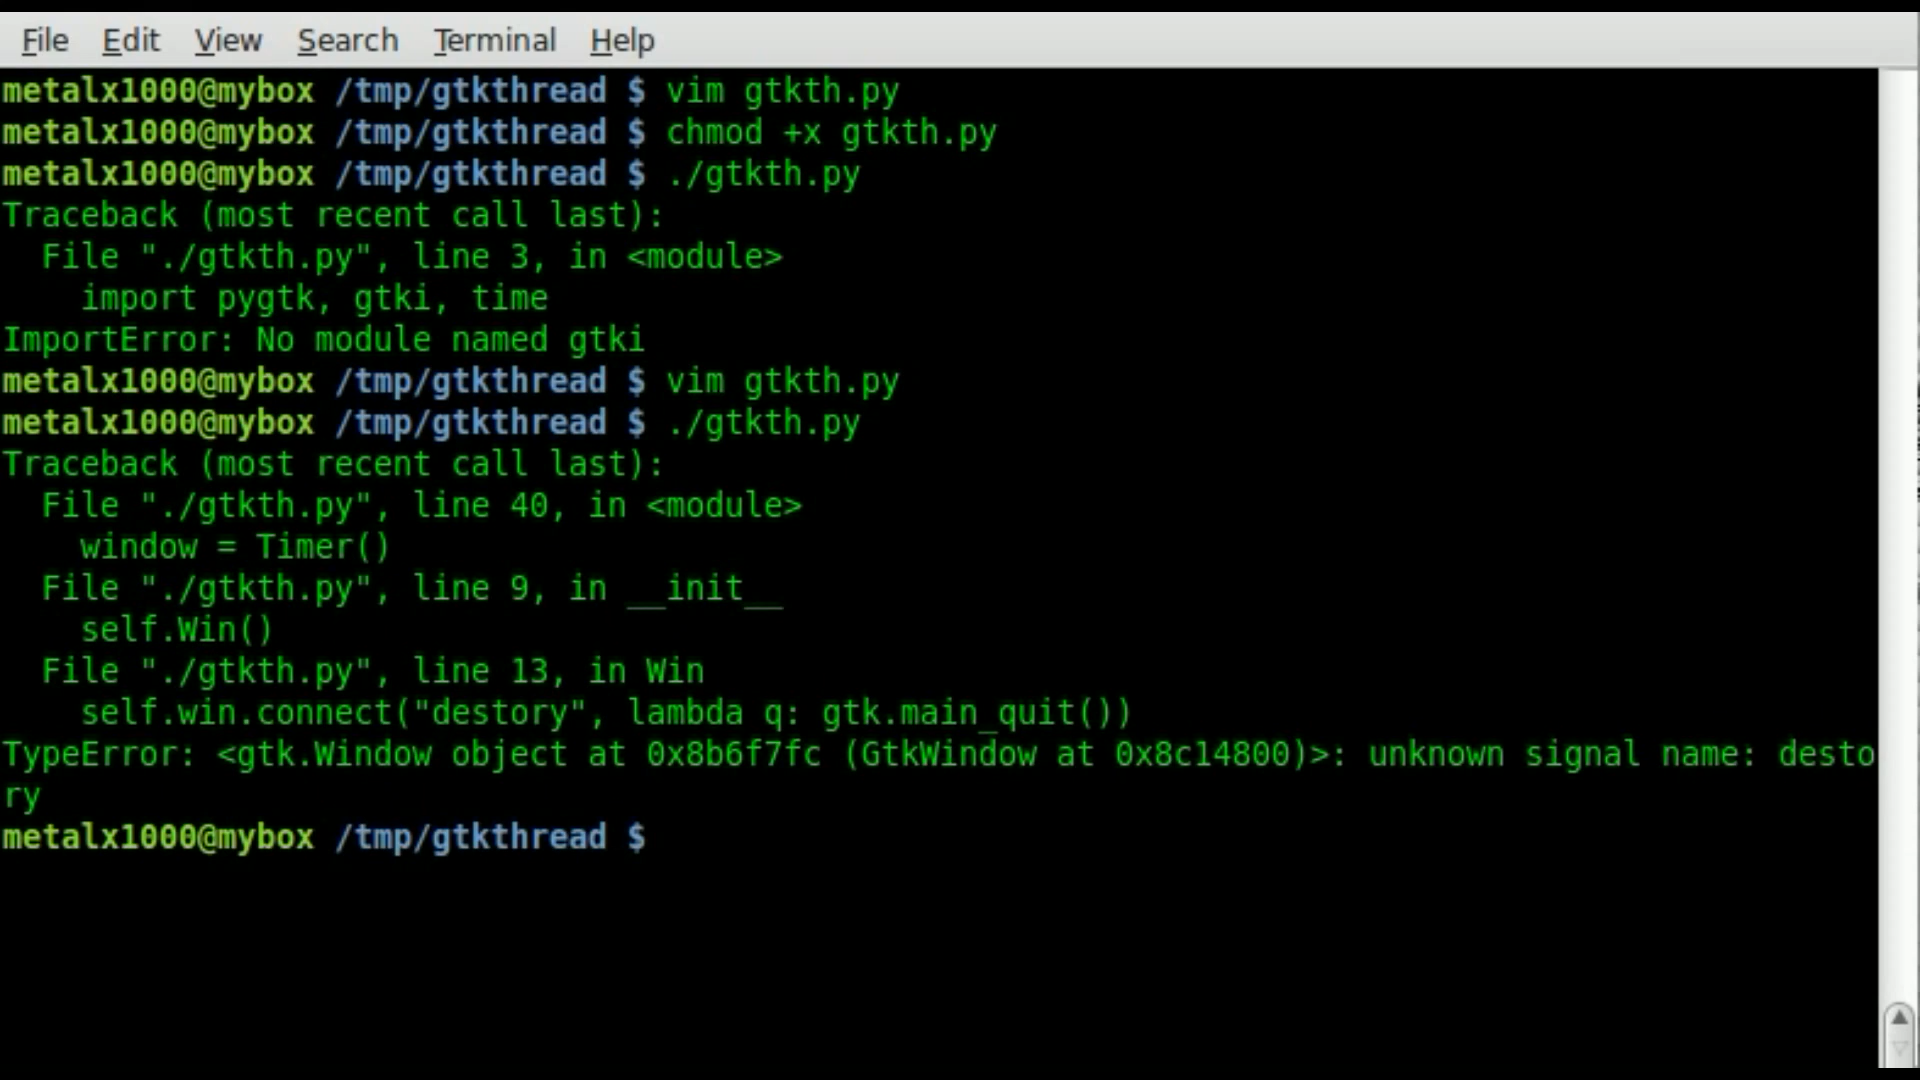 File Edit View Search Terminal Help
metalx1000@mybox /tmp/gtkthread $ vim gtkth.py
metalx1000@mybox /tmp/gtkthread $ chmod +x gtkth.py
metalx1000@mybox /tmp/gtkthread $ ./gtkth.py
Traceback (most recent call last):
  File "./gtkth.py", line 3, in <module>
    import pygtk, gtki, time
ImportError: No module named gtki
metalx1000@mybox /tmp/gtkthread $ vim gtkth.py
metalx1000@mybox /tmp/gtkthread $ ./gtkth.py
Traceback (most recent call last):
  File "./gtkth.py", line 40, in <module>
    window = Timer()
  File "./gtkth.py", line 9, in __init__
    self.Win()
  File "./gtkth.py", line 13, in Win
    self.win.connect("destory", lambda q: gtk.main_quit())
TypeError: <gtk.Window object at 0x8b6f7fc (GtkWindow at 0x8c14800)>: unknown signal name: desto
ry
metalx1000@mybox /tmp/gtkthread $